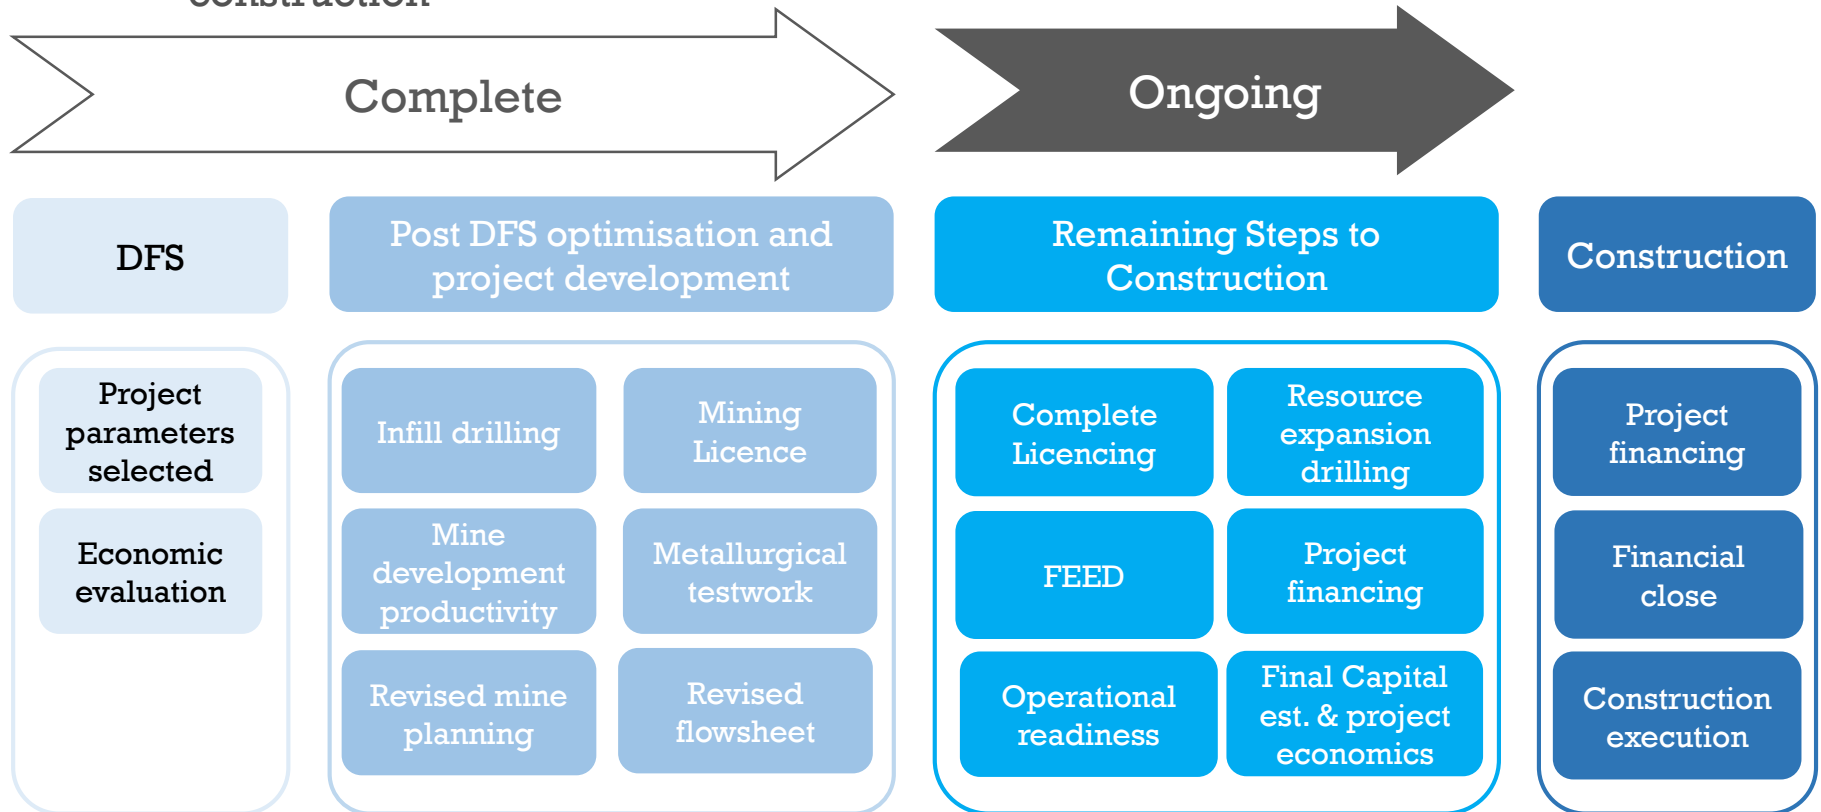 construction
Complete
Ongoing
DFS
Post DFS optimisation and
project development
Remaining Steps to
Construction
Construction
Project
parameters
selected
Economic
evaluation
Infill drilling
Mining
Licence
Mine
development
productivity
Metallurgical
testwork
Revised mine
planning
Revised
flowsheet
Complete
Licencing
Resource
expansion
drilling
FEED
Project
financing
Operational
readiness
Final Capital
est. & project
economics
Project
financing
Financial
close
Construction
execution